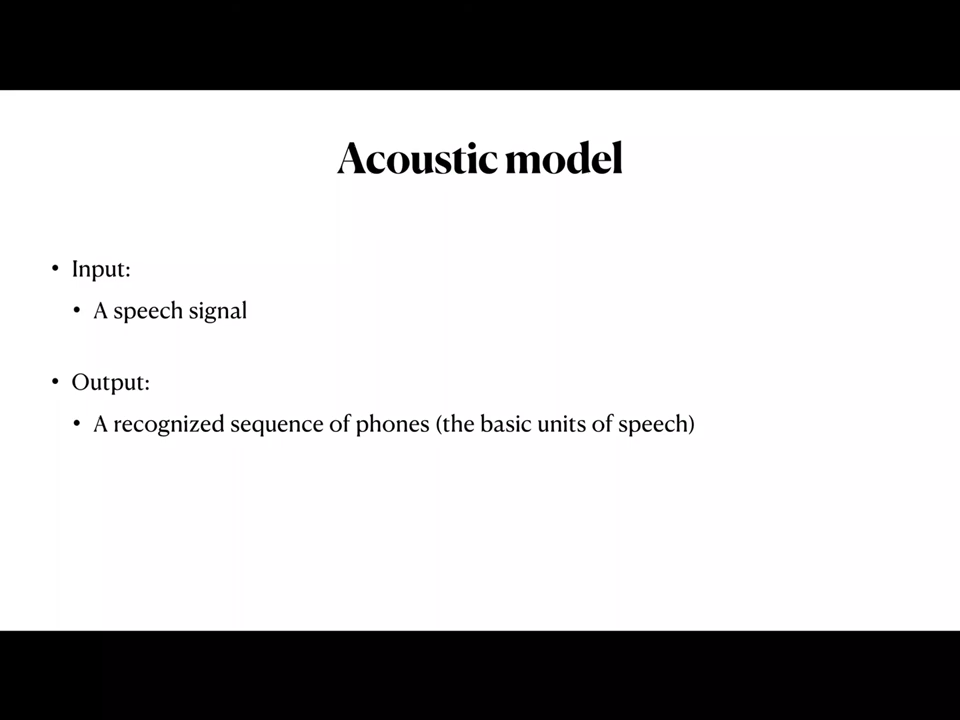 Acoustic model
• Input:
• A speech signal
• Output:
• A recognized sequence of phones (the basic units of speech)